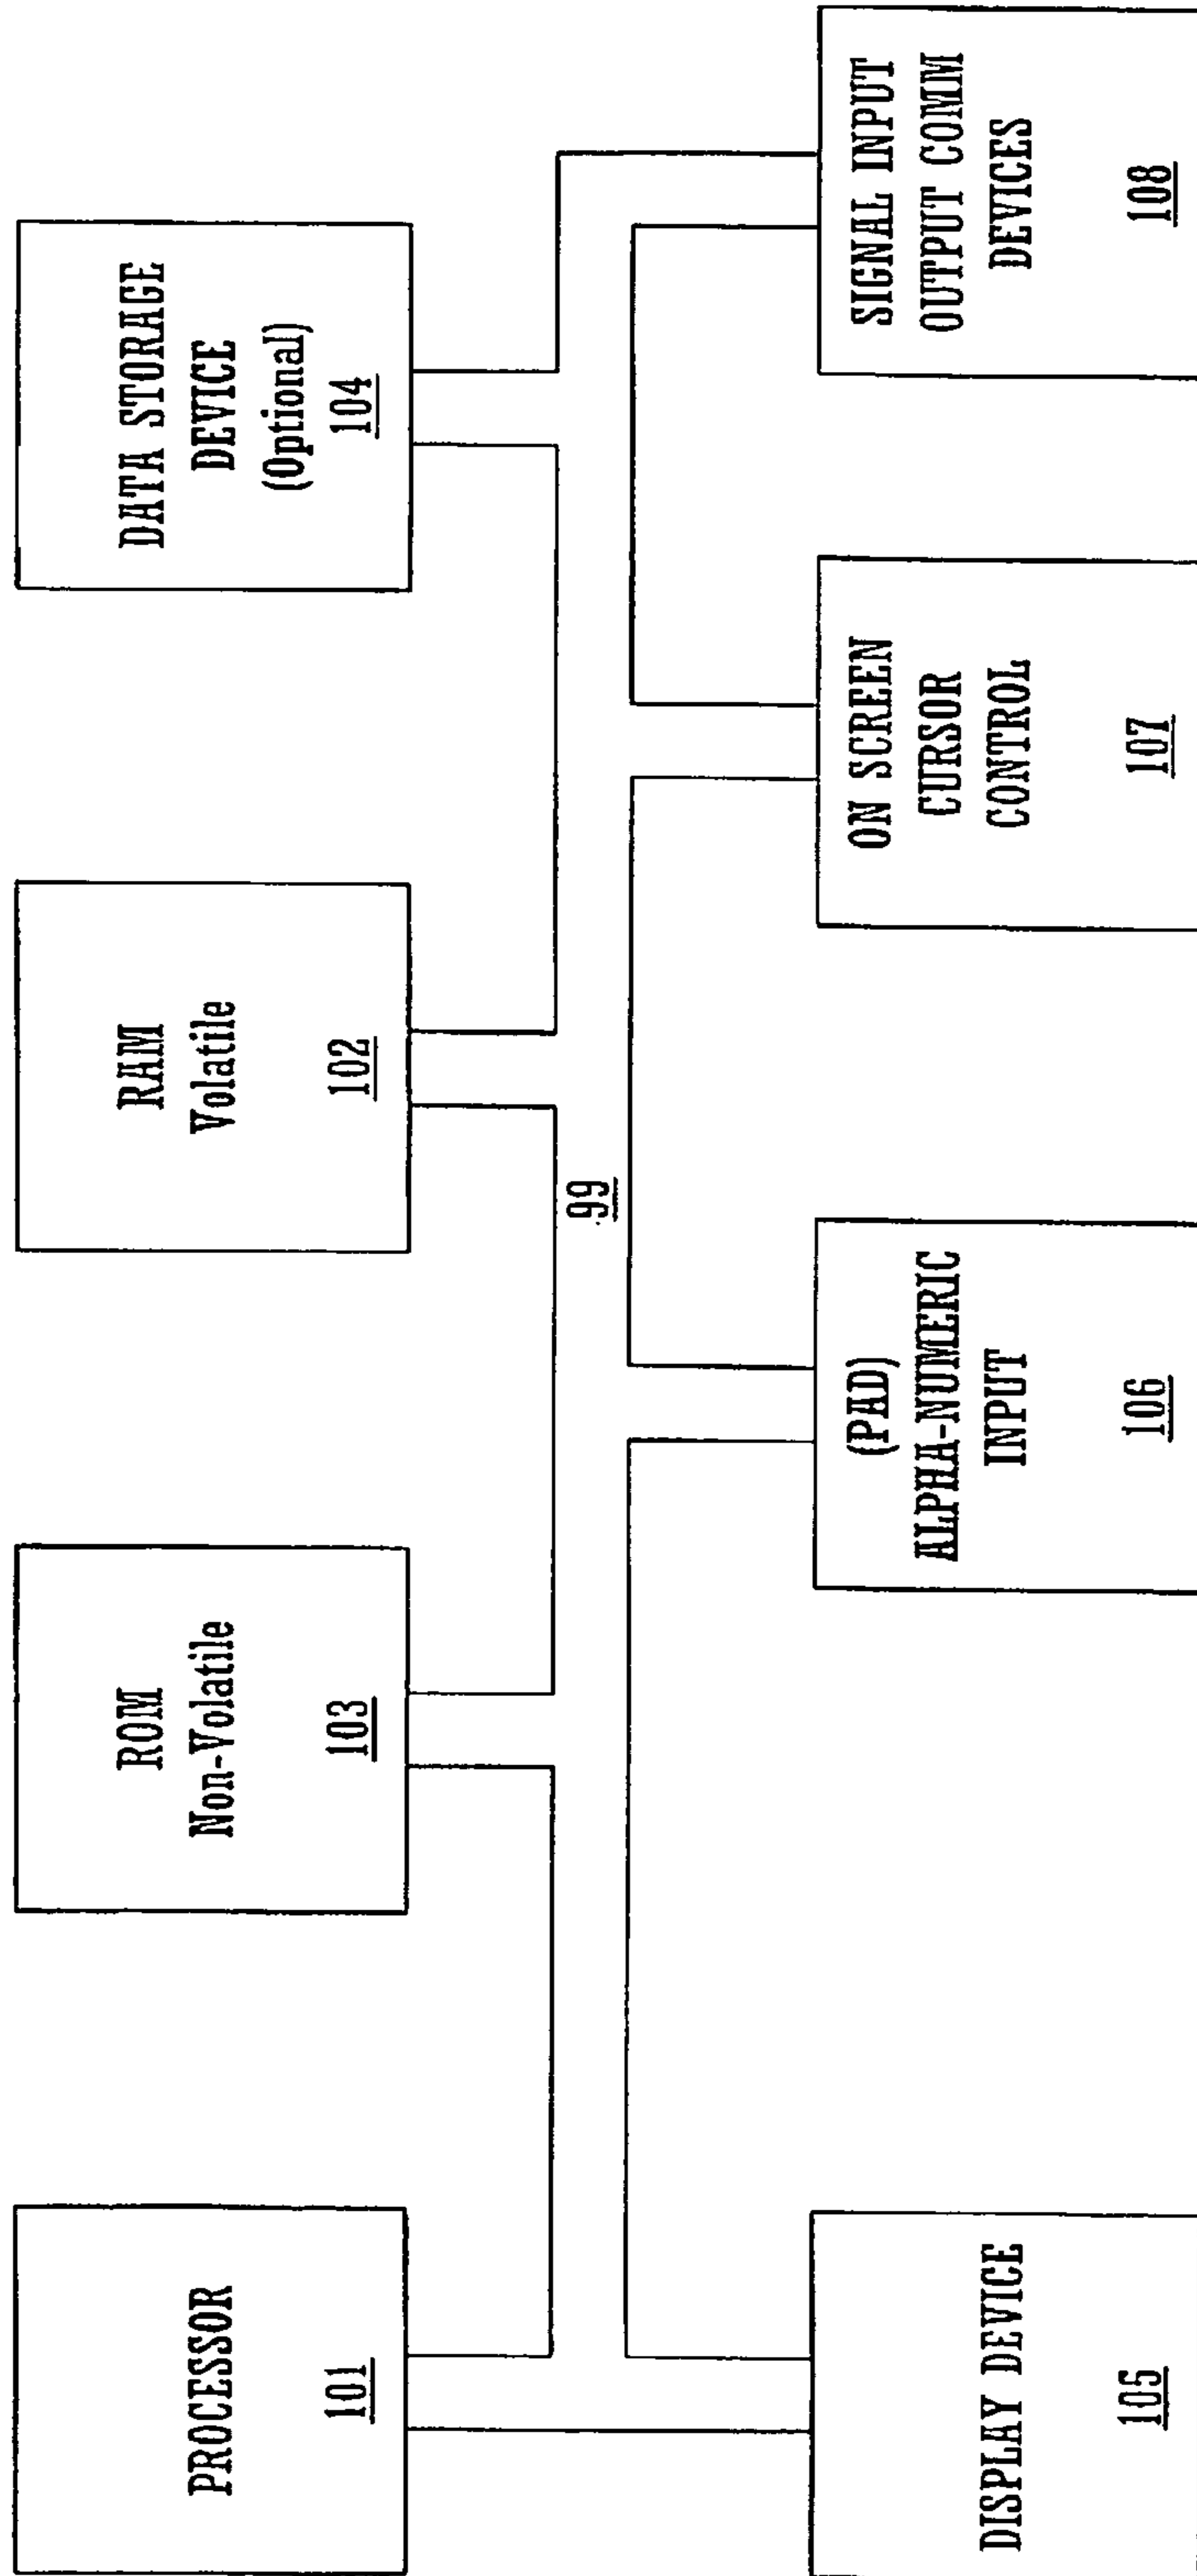 PROCESSOR
101
ROM
Non-Volatile
103
RAM
Volatile
102
DATA STORAGE
DEVICE
(Optional)
104
99
DISPLAY DEVICE
105
(PAD)
ALPHA-NUMERIC
INPUT
106
ON SCREEN
CURSOR
CONTROL
107
SIGNAL INPUT
OUTPUT COMM
DEVICES
108